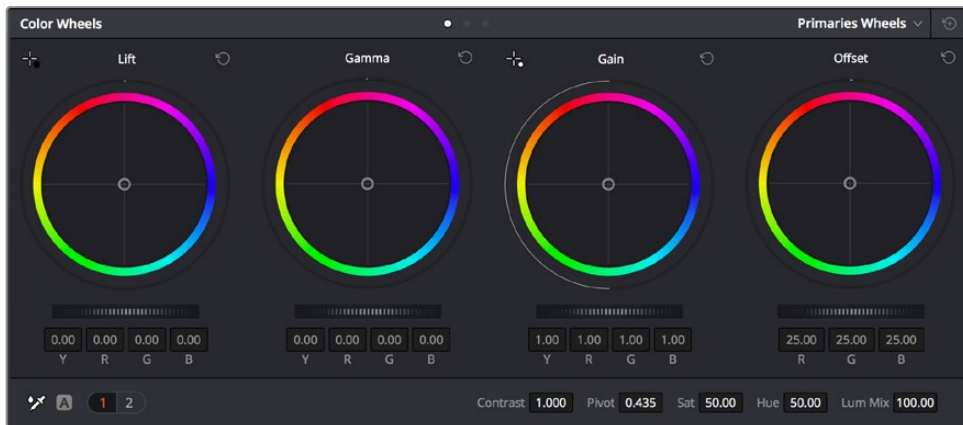 Color Wheels Primaries Wheels
Lift Gamma Gain Offset
0.00 0.00 0.00 0.00 0.00 0.00 0.00 0.00 1.00 1.00 1.00 1.00 25.00 25.00 25.00
Y R G B Y R G B Y R G B R G B
A 1 2 Contrast 1.000 Pivot 0.435 Sat 50.00 Hue 50.00 Lum Mix 100.00